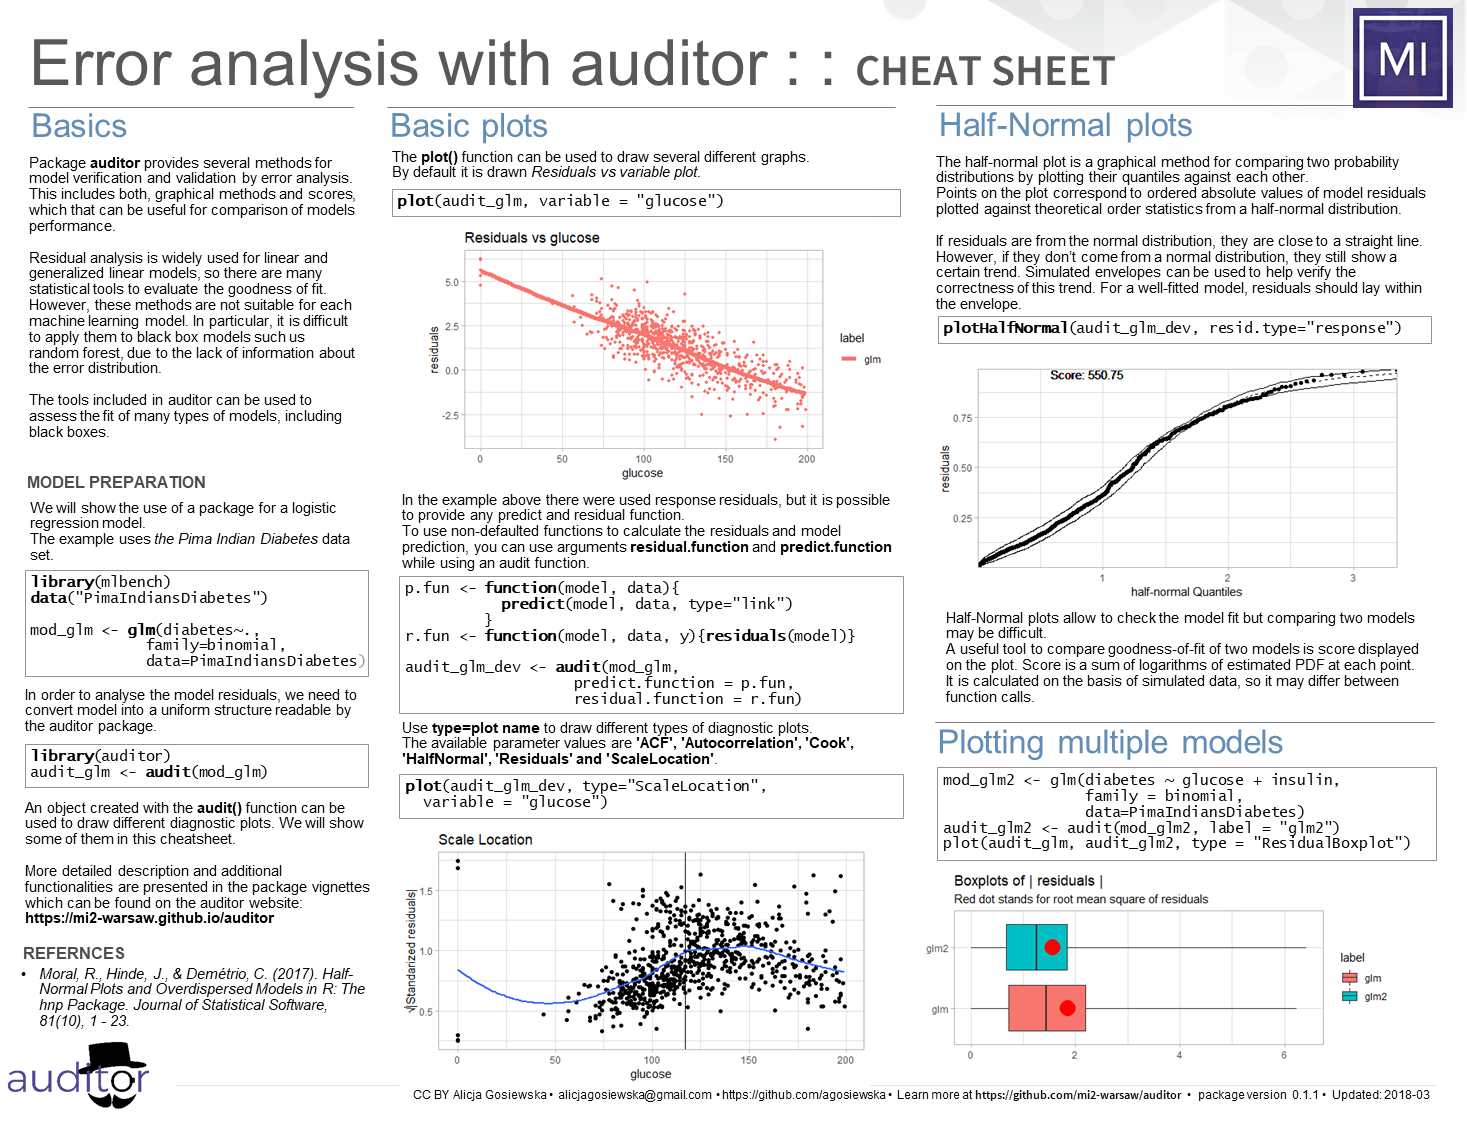 Error analysis with auditor : : CHEAT SHEET
MI
Basics
Package auditor provides several methods for
model verification and validation by error analysis.
This includes both, graphical methods and scores,
which that can be useful for comparison of models
performance.
Residual analysis is widely used for linear and
generalized linear models, so there are many
statistical tools to evaluate the goodness of fit.
However, these methods are not suitable for each
machine learning model. In particular, it is difficult
to apply them to black box models such us
random forest, due to the lack of information about
the error distribution.
The tools included in auditor can be used to
assess the fit of many types of models, including
black boxes.
MODEL PREPARATION
We will show the use of a package for a logistic
regression model.
The example uses the Pima Indian Diabetes data
set.
library(mlbench)
data("PimaIndiansDiabetes")
mod_glm <- glm(diabetes~.,
family=binomial,
data=PimaIndiansDiabetes)
In order to analyse the model residuals, we need to
convert model into a uniform structure readable by
the auditor package.
library(auditor)
audit_glm <- audit(mod_glm)
An object created with the audit() function can be
used to draw different diagnostic plots. We will show
some of them in this cheatsheet.
More detailed description and additional
functionalities are presented in the package vignettes
which can be found on the auditor website:
https://mi2-warsaw.github.io/auditor
REFERNCES
• Moral, R., Hinde, J., & Demétrio, C. (2017). Half-
Normal Plots and Overdispersed Models in R: The
hnp Package. Journal of Statistical Software,
81(10), 1 - 23.
auditor
Basic plots
The plot() function can be used to draw several different graphs.
By default it is drawn Residuals vs variable plot.
plot(audit_glm, variable = "glucose")
Residuals vs glucose
5.0
2.5
0.0
-2.5
residuals
0 50 100 150 200
glucose
label
glm
In the example above there were used response residuals, but it is possible
to provide any predict and residual function.
To use non-defaulted functions to calculate the residuals and model
prediction, you can use arguments residual.function and predict.function
while using an audit function.
p.fun <- function(model, data){
predict(model, data, type="link")
}
r.fun <- function(model, data, y){residuals(model)}
audit_glm_dev <- audit(mod_glm,
predict.function = p.fun,
residual.function = r.fun)
Use type=plot name to draw different types of diagnostic plots.
The available parameter values are 'ACF', 'Autocorrelation', 'Cook',
'HalfNormal', 'Residuals' and 'ScaleLocation'.
plot(audit_glm_dev, type="ScaleLocation",
variable = "glucose")
Scale Location
1.5
1.0
0.5
√|Standarized residuals|
0 50 100 150 200
glucose
Half-Normal plots
The half-normal plot is a graphical method for comparing two probability
distributions by plotting their quantiles against each other.
Points on the plot correspond to ordered absolute values of model residuals
plotted against theoretical order statistics from a half-normal distribution.
If residuals are from the normal distribution, they are close to a straight line.
However, if they don't come from a normal distribution, they still show a
certain trend. Simulated envelopes can be used to help verify the
correctness of this trend. For a well-fitted model, residuals should lay within
the envelope.
plotHalfNormal(audit_glm_dev, resid.type="response")
Score: 550.75
0.75
0.50
0.25
residuals
1 2 3
half-normal Quantiles
Half-Normal plots allow to check the model fit but comparing two models
may be difficult.
A useful tool to compare goodness-of-fit of two models is score displayed
on the plot. Score is a sum of logarithms of estimated PDF at each point.
It is calculated on the basis of simulated data, so it may differ between
function calls.
Plotting multiple models
mod_glm2 <- glm(diabetes ~ glucose + insulin,
family = binomial,
data=PimaIndiansDiabetes)
audit_glm2 <- audit(mod_glm2, label = "glm2")
plot(audit_glm, audit_glm2, type = "ResidualBoxplot")
Boxplots of | residuals |
Red dot stands for root mean square of residuals
glm2
glm
0 2 4 6
label
glm
glm2
CC BY Alicja Gosiewska • alicjagosiewska@gmail.com • https://github.com/agosiewska • Learn more at https://github.com/mi2-warsaw/auditor • package version 0.1.1 • Updated: 2018-03